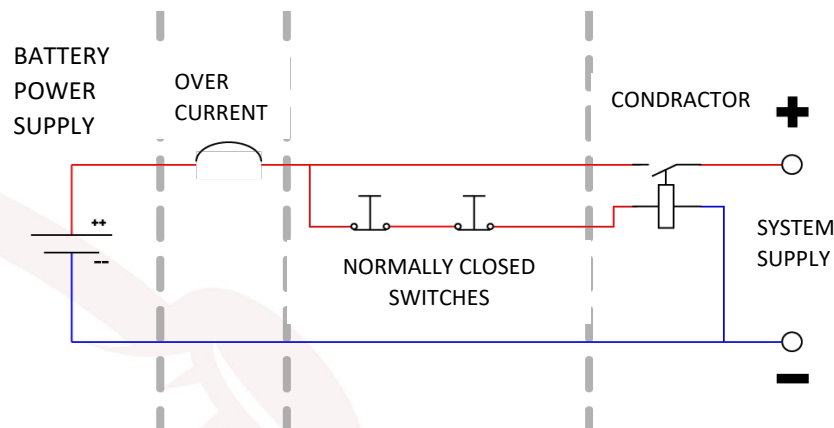 BATTERY
POWER
SUPPLY
OVER
CURRENT
CONDRACTOR
+
++
--
NORMALLY CLOSED
SWITCHES
SYSTEM
SUPPLY
-